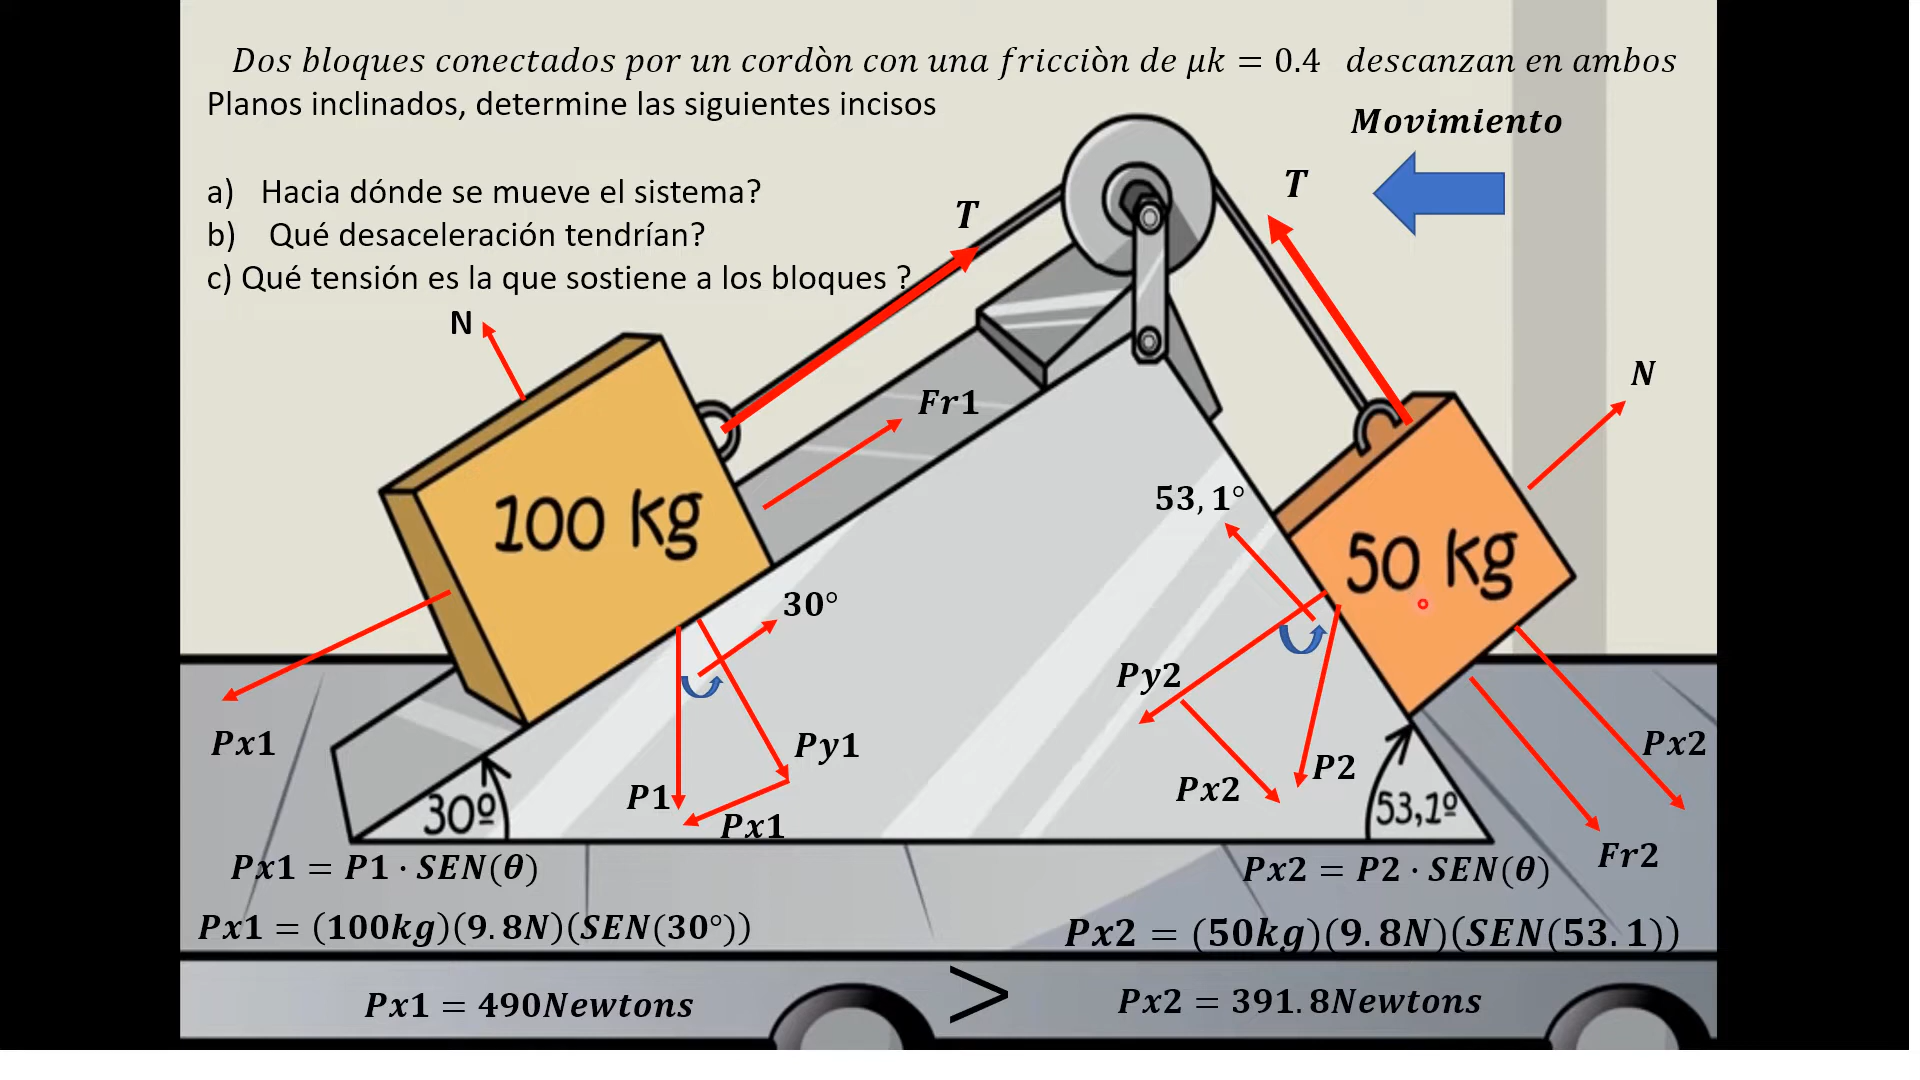 Dos bloques conectados por un cordòn con una fricciòn de μk = 0.4 descanzan en ambos
Planos inclinados, determine las siguientes incisos
Movimiento
a) Hacia dónde se mueve el sistema?
b) Qué desaceleración tendrían?
c) Qué tensión es la que sostiene a los bloques ?
T
T
N
N
Fr1
100 kg
53,1°
50 kg
30°
Px1
Py1
P1
Px1
30º
Py2
Px2
P2
Px2
53,1º
Fr2
Px1 = P1 · SEN(θ)
Px2 = P2 · SEN(θ)
Px1 = (100kg)(9.8N)(SEN(30°))
Px2 = (50kg)(9.8N)(SEN(53.1))
Px1 = 490Newtons > Px2 = 391.8Newtons